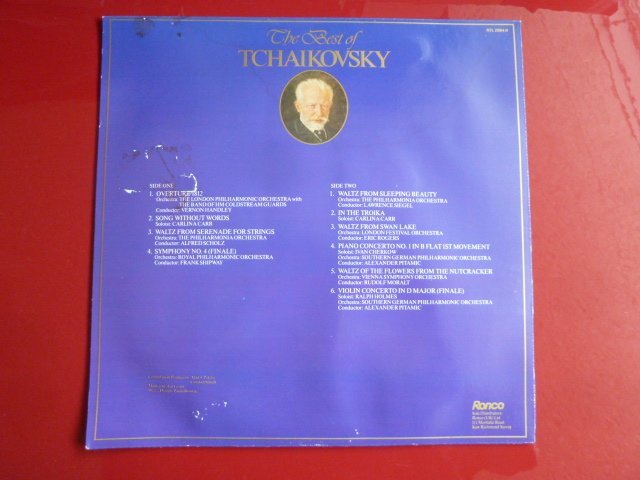 The Best of
TCHAIKOVSKY
SIDE ONE
1. OVERTURE 1812
Orchestra: THE LONDON PHILHARMONIC ORCHESTRA with
THE BAND OF HM COLDSTREAM GUARDS
Conductor: VERNON HANDLEY
2. SONG WITHOUT WORDS
Soloist: CARLINA CARR
3. WALTZ FROM SERENADE FOR STRINGS
Orchestra: THE PHILHARMONIA ORCHESTRA
Conductor: ALFRED SCHOLZ
4. SYMPHONY NO. 4 (FINALE)
Orchestra: ROYAL PHILHARMONIC ORCHESTRA
Conductor: FRANK SHIPWAY
SIDE TWO
1. WALTZ FROM SLEEPING BEAUTY
Orchestra: THE PHILHARMONIA ORCHESTRA
Conductor: LAWRENCE SIEGEL
2. IN THE TROIKA
Soloist: CARLINA CARR
3. WALTZ FROM SWAN LAKE
Orchestra: LONDON FESTIVAL ORCHESTRA
Conductor: ERIC ROGERS
4. PIANO CONCERTO NO. 1 IN B FLAT 1ST MOVEMENT
Soloist: IVAN CHERKOW
Orchestra: SOUTHERN GERMAN PHILHARMONIC ORCHESTRA
Conductor: ALEXANDER PITAMIC
5. WALTZ OF THE FLOWERS FROM THE NUTCRACKER
Orchestra: VIENNA SYMPHONY ORCHESTRA
Conductor: RUDOLF MORALT
6. VIOLIN CONCERTO IN D MAJOR (FINALE)
Soloist: RALPH HOLMES
Orchestra: SOUTHERN GERMAN PHILHARMONIC ORCHESTRA
Conductor: ALEXANDER PITAMIC
Ronco